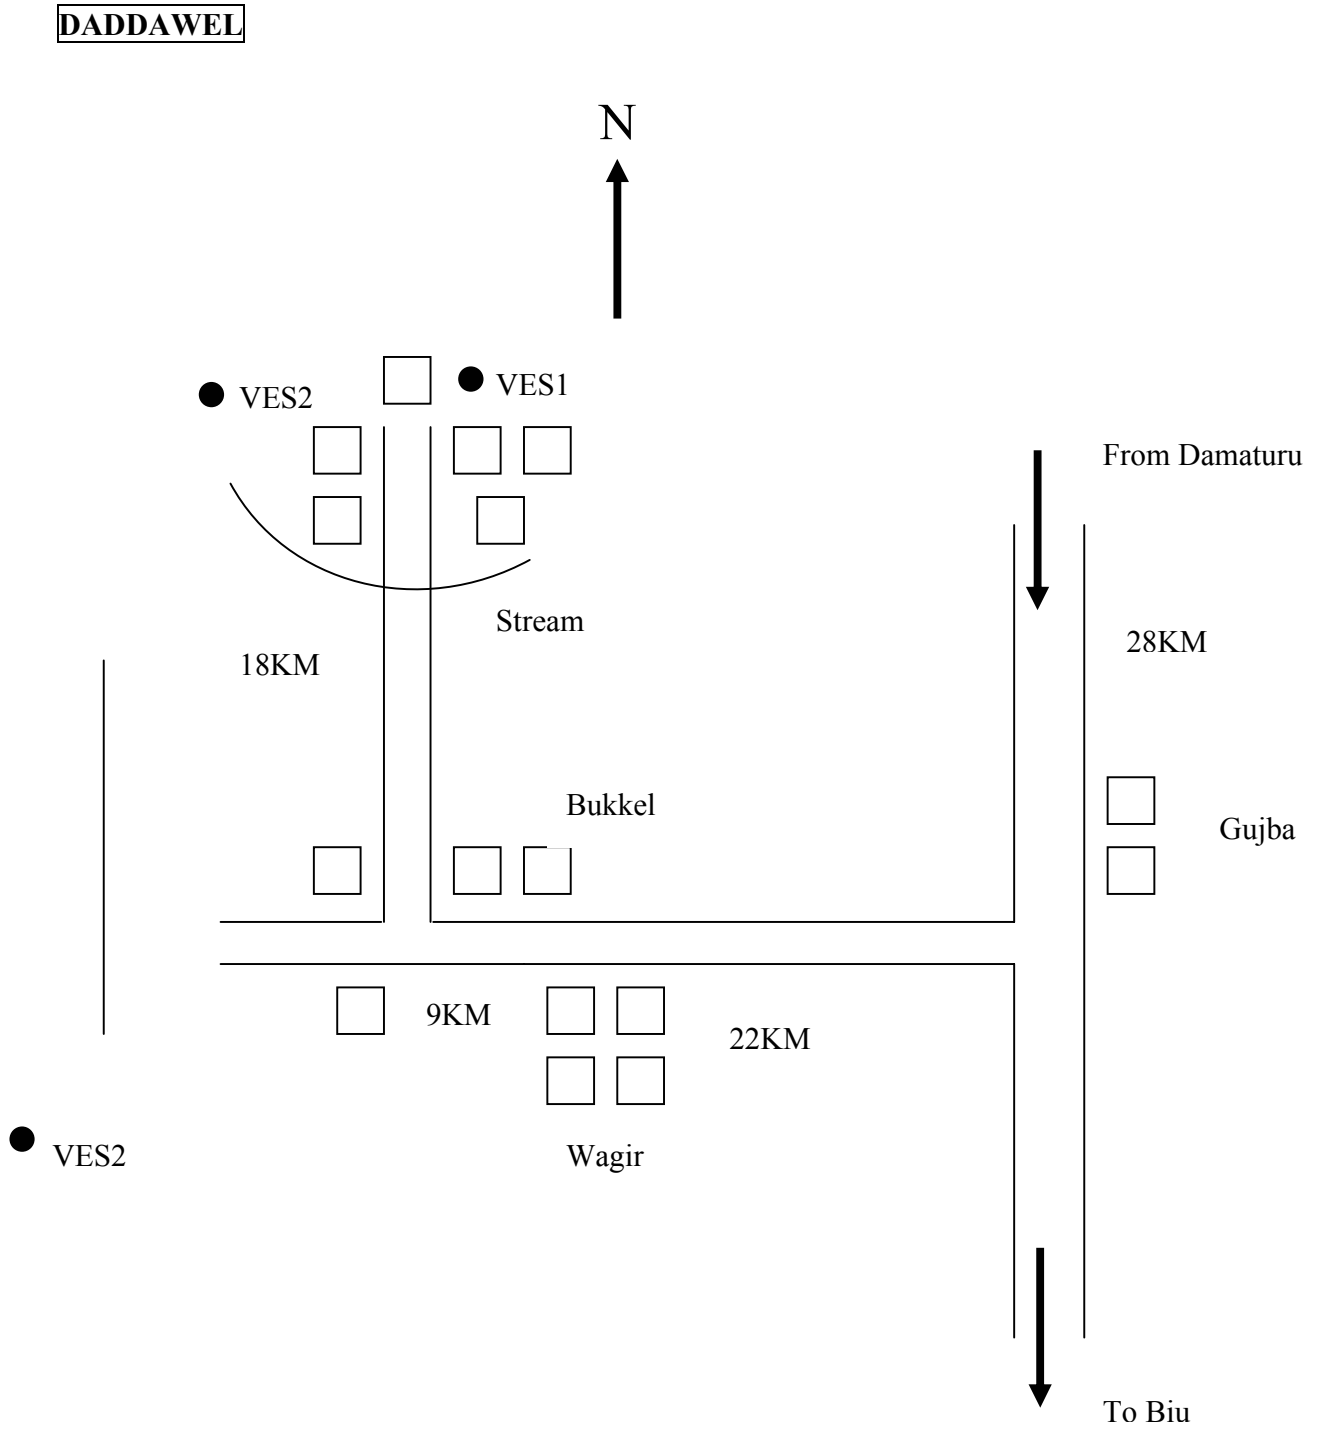 DADDAWEL
N
VES2
VES1
From Damaturu
Stream
28KM
18KM
Bukkel
Gujba
9KM
22KM
VES2
Wagir
To Biu